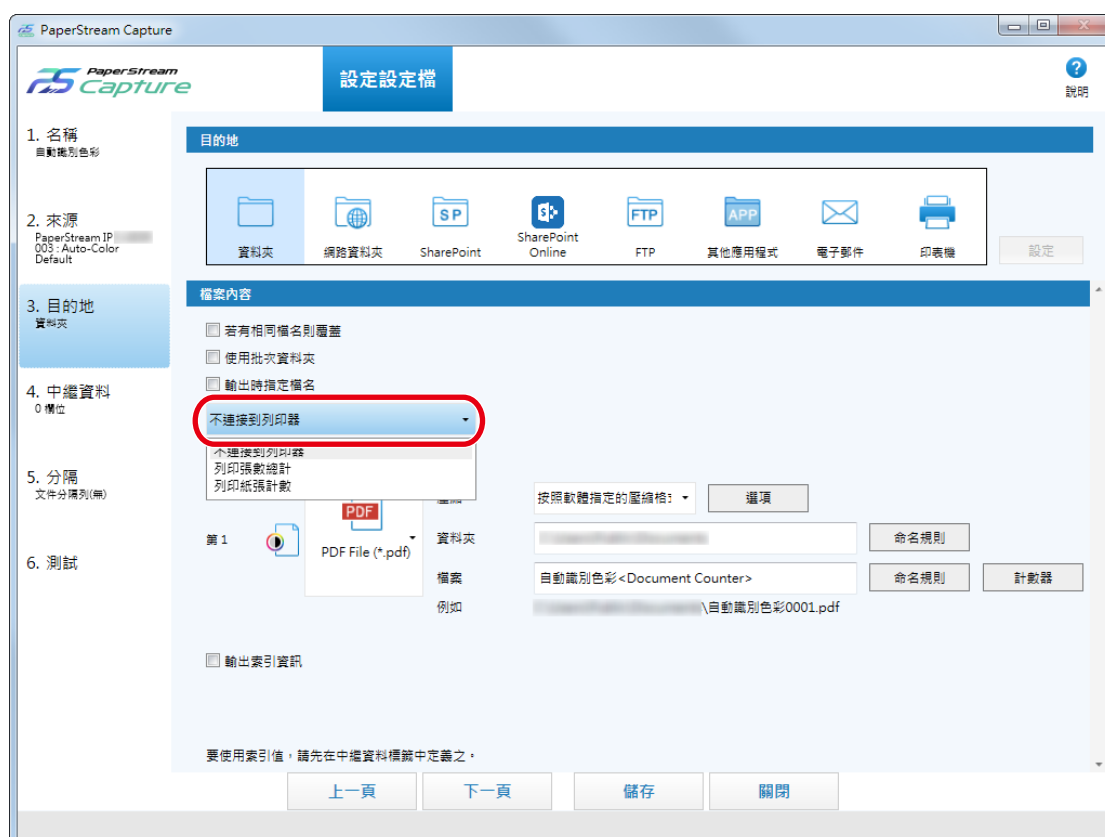 PaperStream Capture
PaperStream
Capture
設定設定檔
?
說明
1. 名稱
自動識別色彩
2. 來源
PaperStream IP
003 : Auto-Color
Default
3. 目的地
資料夾
4. 中繼資料
0 欄位
5. 分隔
文件分隔列(無)
6. 測試
目的地
資料夾
網路資料夾
SP
SharePoint
S
SharePoint
Online
FTP
FTP
APP
其他應用程式
電子郵件
印表機
設定
檔案內容
若有相同檔名則覆蓋
使用批次資料夾
輸出時指定檔名
不連接到列印器
不連接到列印器
列印張數總計
列印紙張計數
第 1
PDF
PDF File (*.pdf)
按照軟體指定的壓縮格
選項
資料夾
命名規則
檔案
自動識別色彩<Document Counter>
命名規則
計數器
例如
\自動識別色彩0001.pdf
輸出索引資訊
要使用索引值，請先在中繼資料標籤中定義之。
上一頁
下一頁
儲存
關閉